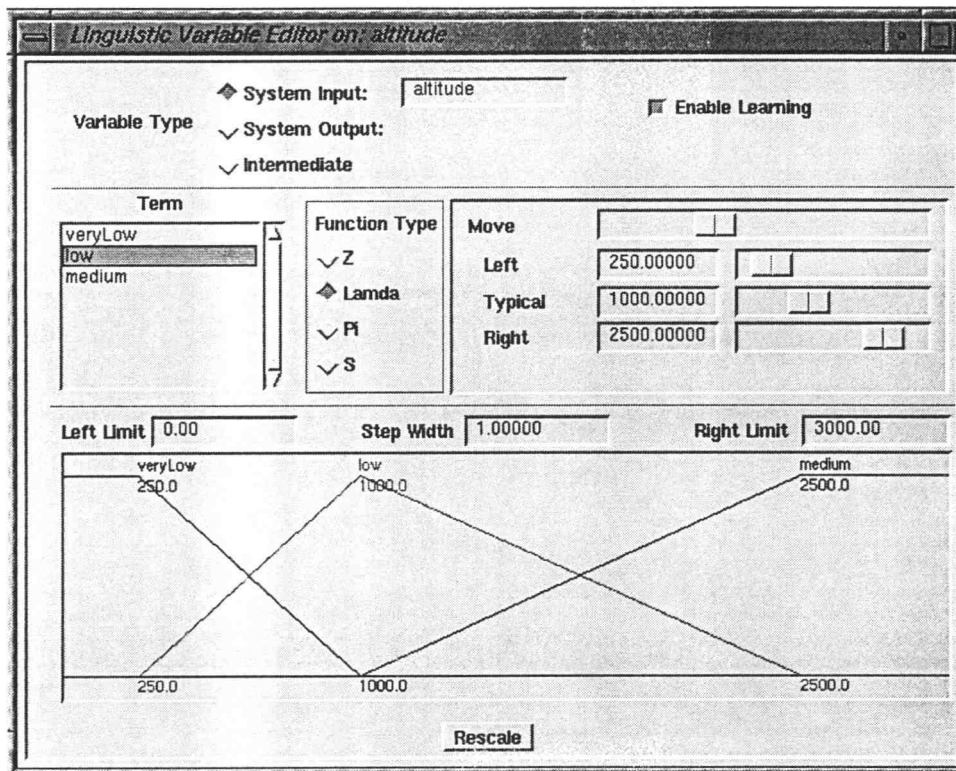 Linguistic Variable Editor on: altitude
System Input: altitude
Enable Learning
Variable Type
System Output:
Intermediate
Term
veryLow
low
medium
Function Type
Z
Lamda
Pi
S
Move
Left 250.00000
Typical 1000.00000
Right 2500.00000
Left Limit 0.00 Step Width 1.00000 Right Limit 3000.00
veryLow low medium
250.0 1000.0 2500.0
250.0 1000.0 2500.0
Rescale